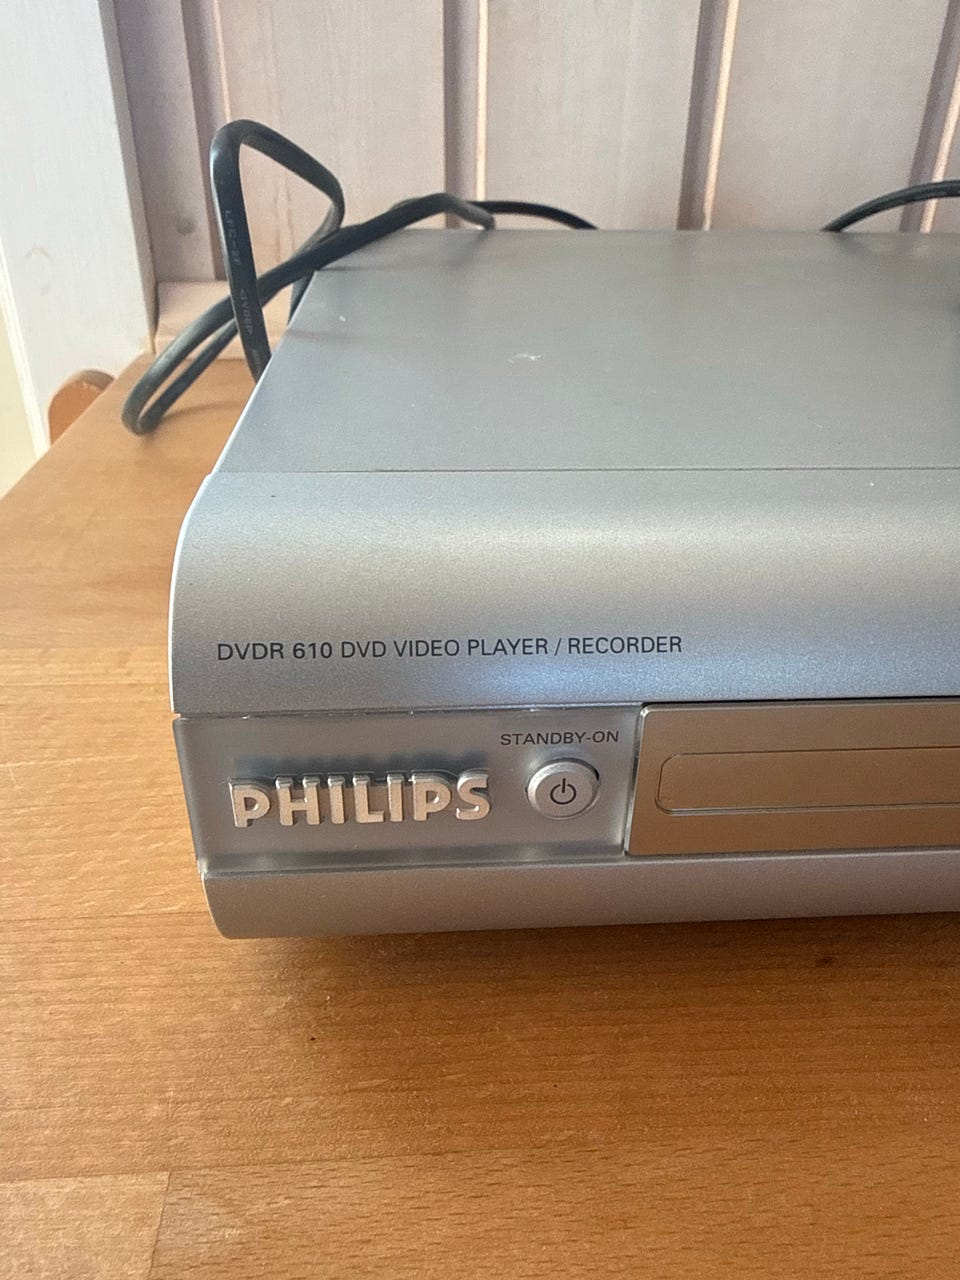 DVDR 610 DVD VIDEO PLAYER / RECORDER
STANDBY-ON
PHILIPS